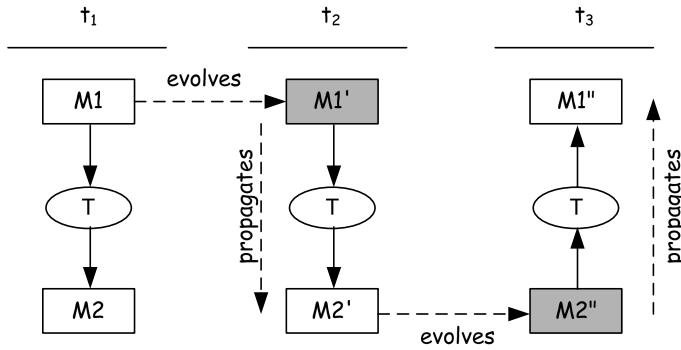 t₁ t₂ t₃
evolves
M1 M1' M1"
propagates propagates
T T T
M2 M2' M2"
evolves